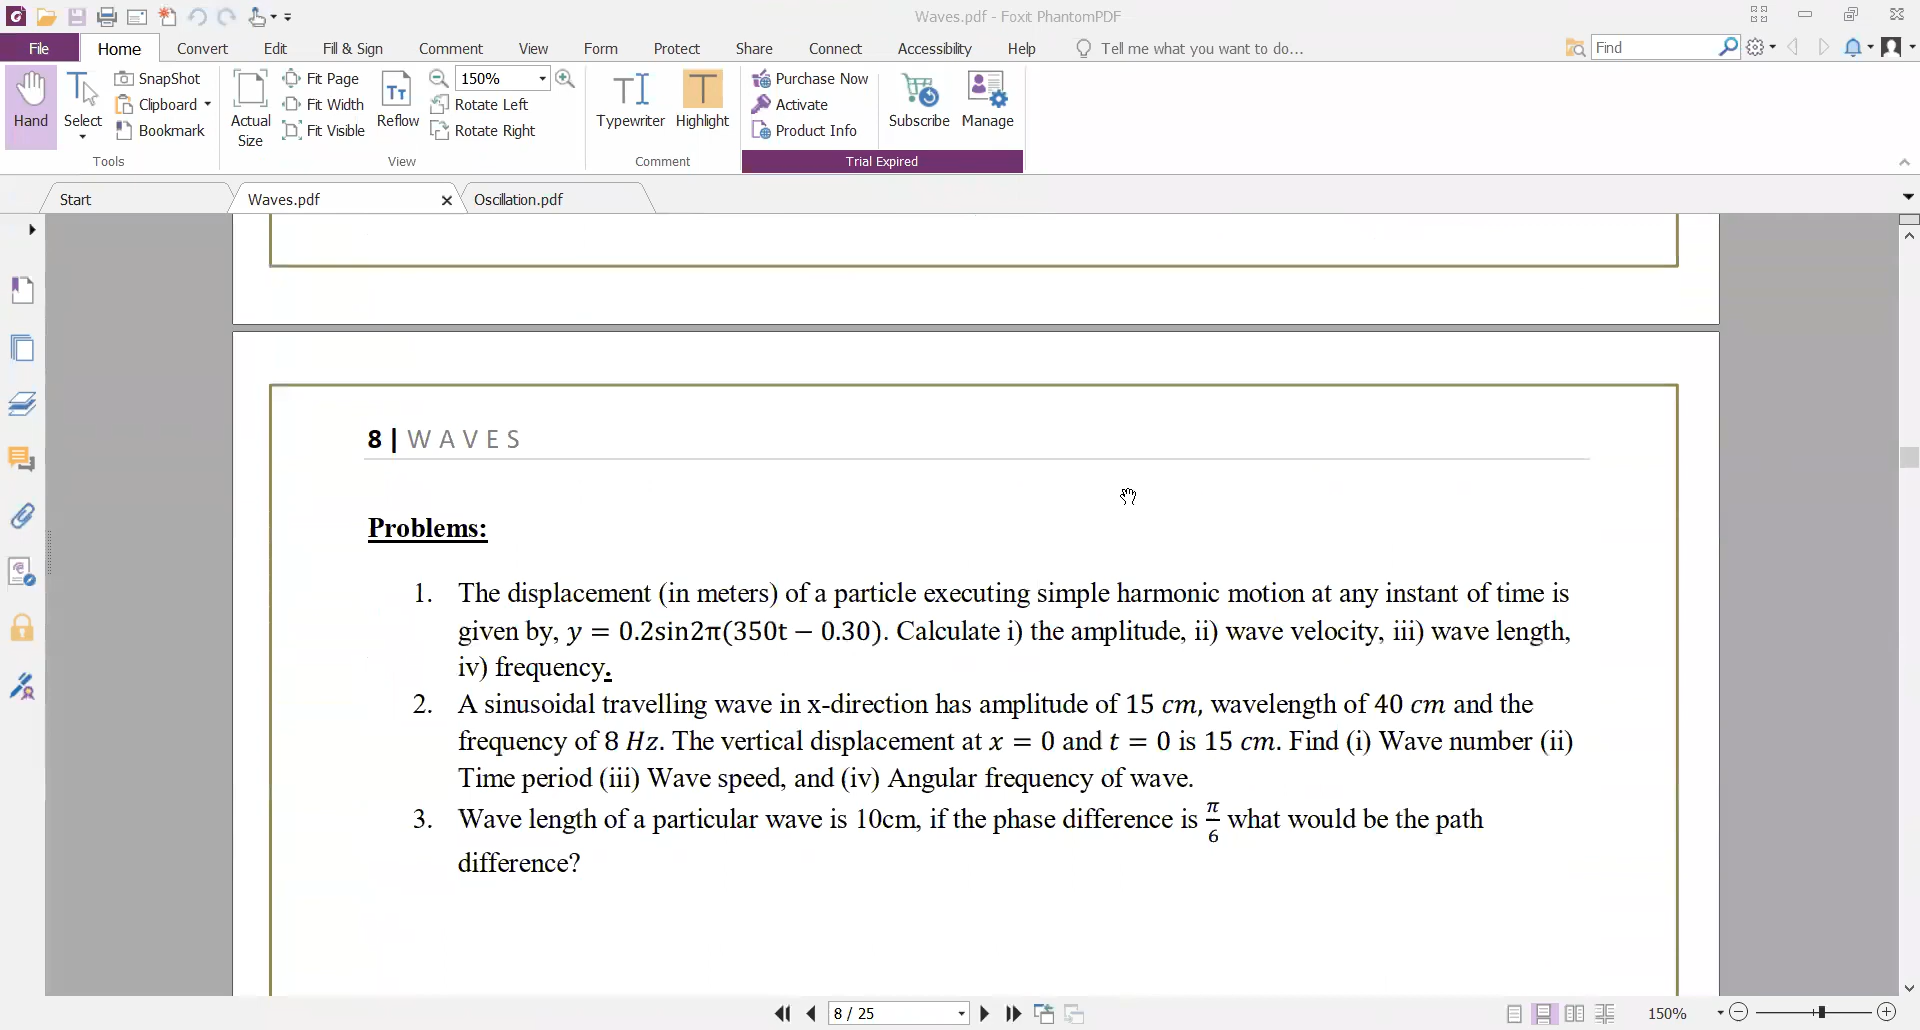 Waves.pdf - Foxit PhantomPDF
File Home Convert Edit Fill & Sign Comment View Form Protect Share Connect Accessibility Help Tell me what you want to do... Find
Hand
Select
SnapShot
Clipboard
Bookmark
Tools
Actual Size
Fit Page
Fit Width
Fit Visible
Reflow
150%
Rotate Left
Rotate Right
View
Typewriter
Highlight
Comment
Purchase Now
Activate
Product Info
Subscribe
Manage
Trial Expired
Start Waves.pdf Oscillation.pdf
8 | WAVES
Problems:
1. The displacement (in meters) of a particle executing simple harmonic motion at any instant of time is
given by, y = 0.2sin2π(350t − 0.30). Calculate i) the amplitude, ii) wave velocity, iii) wave length,
iv) frequency.
2. A sinusoidal travelling wave in x-direction has amplitude of 15 cm, wavelength of 40 cm and the
frequency of 8 Hz. The vertical displacement at x = 0 and t = 0 is 15 cm. Find (i) Wave number (ii)
Time period (iii) Wave speed, and (iv) Angular frequency of wave.
3. Wave length of a particular wave is 10cm, if the phase difference is π/6 what would be the path
difference?
8 / 25 150%